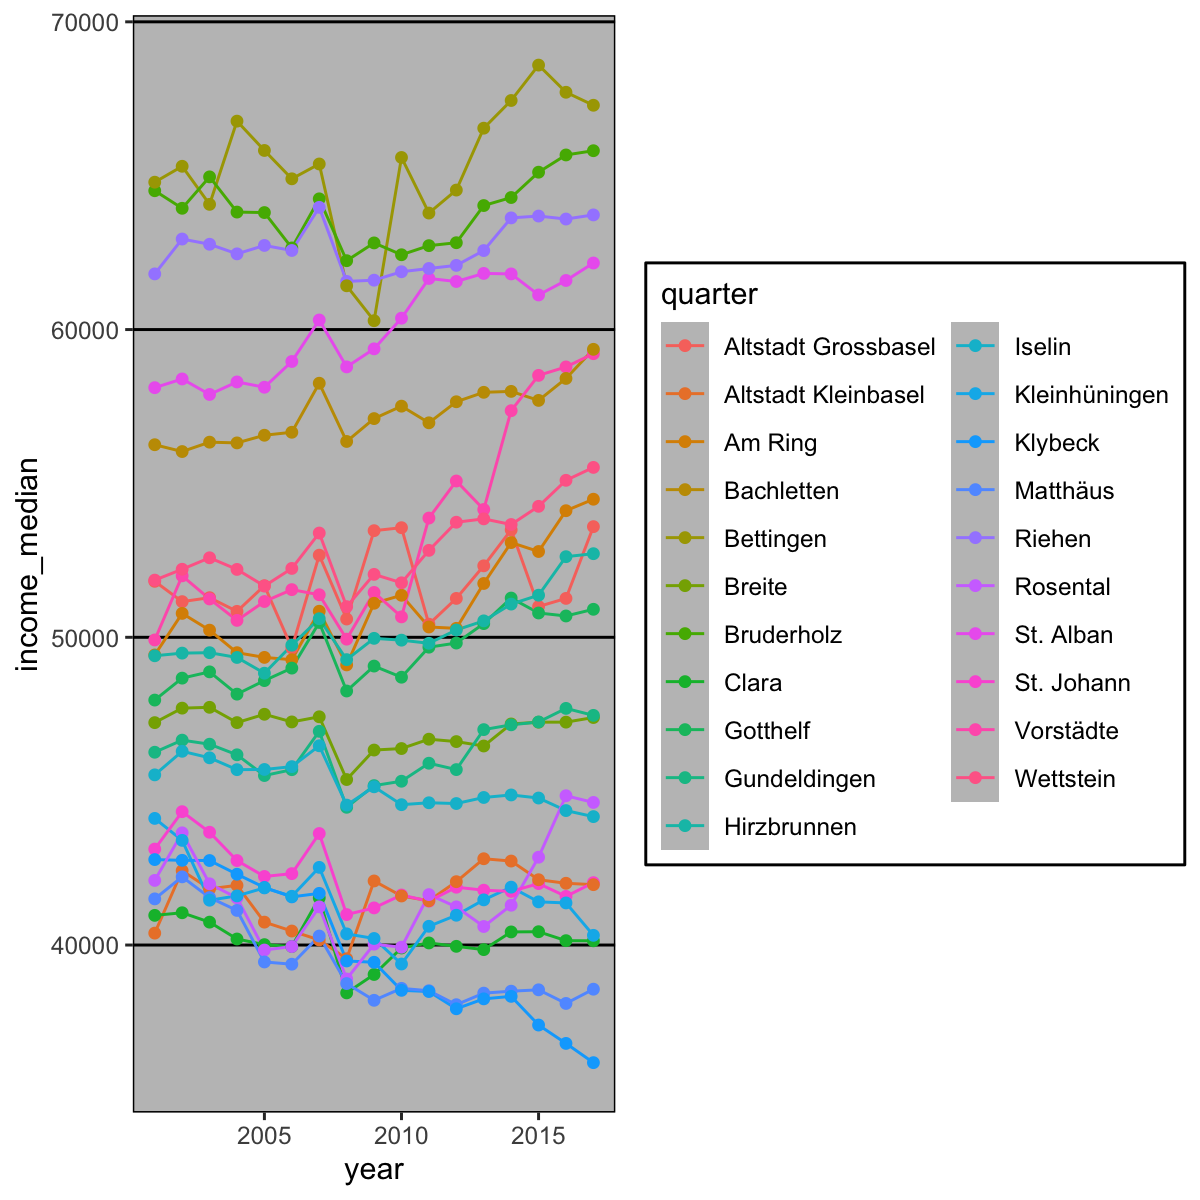 70000
60000
50000
40000
income_median
2005 2010 2015
year
quarter
Altstadt Grossbasel
Altstadt Kleinbasel
Am Ring
Bachletten
Bettingen
Breite
Bruderholz
Clara
Gotthelf
Gundeldingen
Hirzbrunnen
Iselin
Kleinhüningen
Klybeck
Matthäus
Riehen
Rosental
St. Alban
St. Johann
Vorstädte
Wettstein